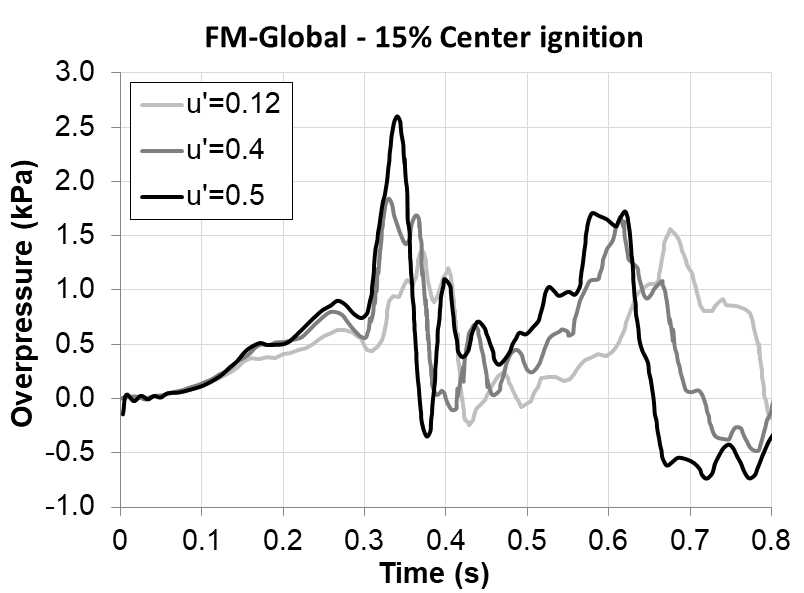 FM-Global - 15% Center ignition
3.0
2.5
2.0
1.5
1.0
0.5
0.0
-0.5
-1.0
Overpressure (kPa)
u'=0.12
u'=0.4
u'=0.5
0 0.1 0.2 0.3 0.4 0.5 0.6 0.7 0.8
Time (s)